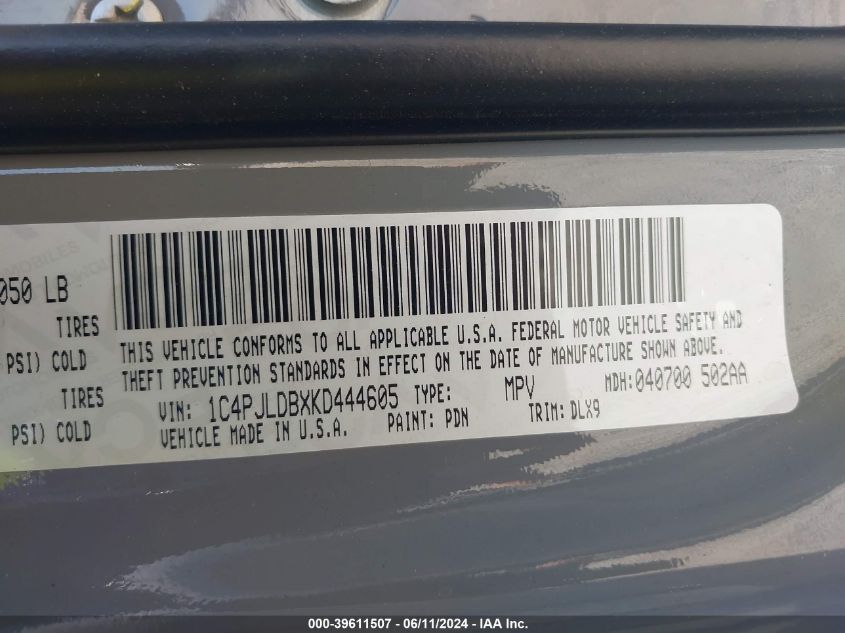 050 LB
TIRES
PSI) COLD
TIRES
PSI) COLD
THIS VEHICLE CONFORMS TO ALL APPLICABLE U.S.A. FEDERAL MOTOR VEHICLE SAFETY AND
THEFT PREVENTION STANDARDS IN EFFECT ON THE DATE OF MANUFACTURE SHOWN ABOVE.
VIN: 1C4PJLDBXKD444605 TYPE: MPV MDH:040700 502AA
VEHICLE MADE IN U.S.A. PAINT: PDN TRIM: DLX9
000-39611507 - 06/11/2024 - IAA Inc.